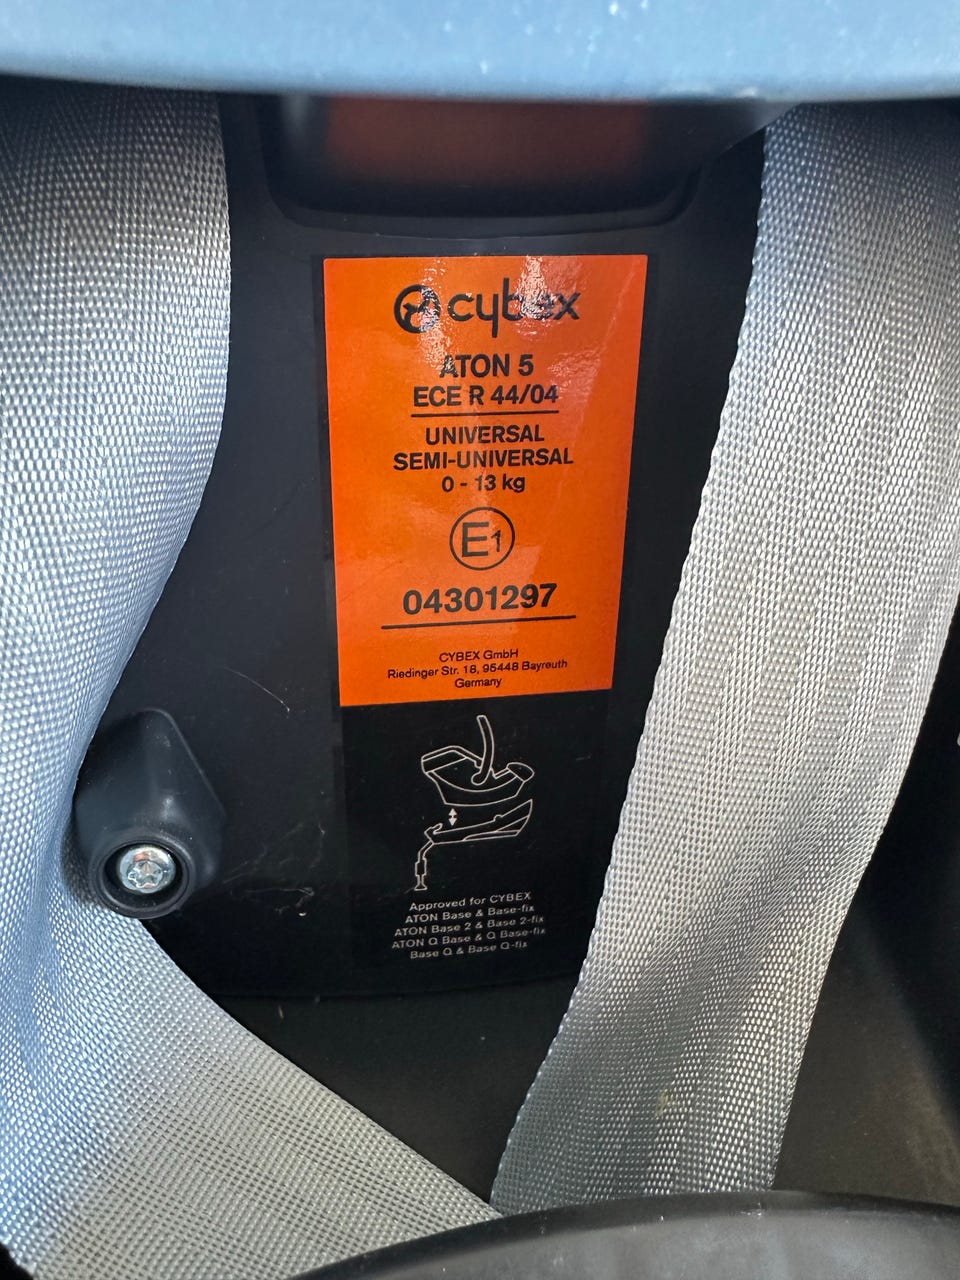 cybex
ATON 5
ECE R 44/04
UNIVERSAL
SEMI-UNIVERSAL
0 - 13 kg
E1
04301297
CYBEX GmbH
Riedinger Str. 18, 95448 Bayreuth
Germany
Approved for CYBEX
ATON Base & Base-fix
ATON Base 2 & Base 2-fix
ATON Q Base & Q Base-fix
Base Q & Base Q-fix